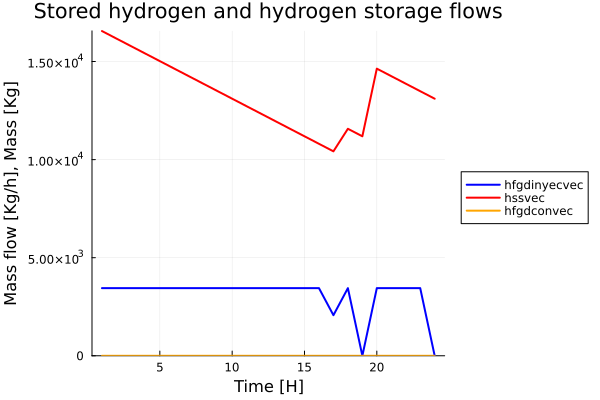 Stored hydrogen and hydrogen storage flows
Mass flow [Kg/h], Mass [Kg]
1.50×10⁴
1.00×10⁴
5.00×10³
0
5 10 15 20
Time [H]
hfgdinyecvec
hssvec
hfgdconvec